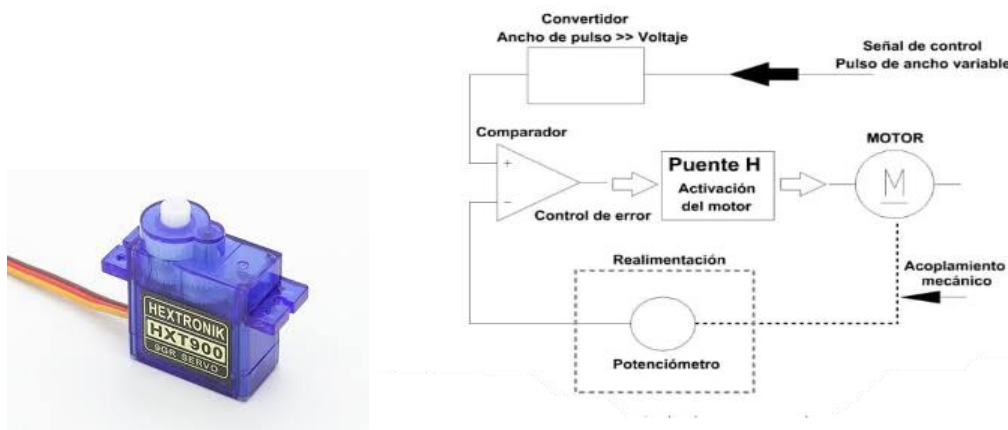 HEXTRONIK
HXT900
9GR SERVO
Convertidor
Ancho de pulso >> Voltaje
Señal de control
Pulso de ancho variable
Comparador
+
−
Control de error
Puente H
Activación
del motor
MOTOR
M
Realimentación
Potenciómetro
Acoplamiento
mecánico